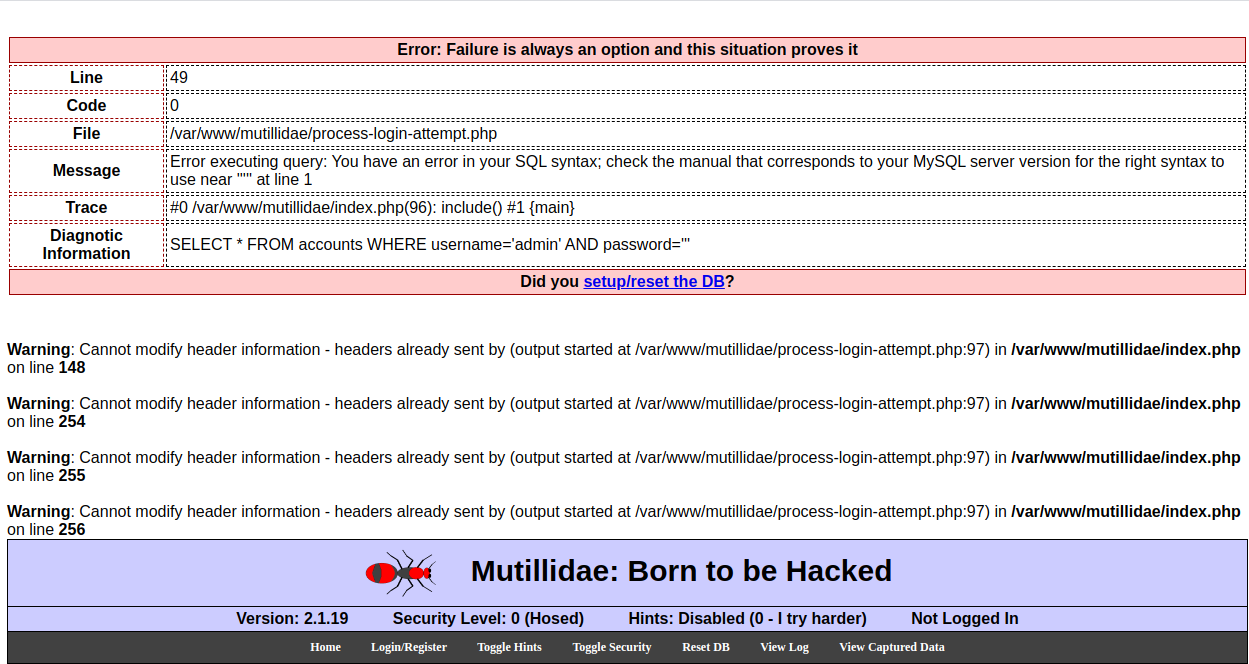 Error: Failure is always an option and this situation proves it
Line 49
Code 0
File /var/www/mutillidae/process-login-attempt.php
Message Error executing query: You have an error in your SQL syntax; check the manual that corresponds to your MySQL server version for the right syntax to
use near ''''' at line 1
Trace #0 /var/www/mutillidae/index.php(96): include() #1 {main}
Diagnotic
Information SELECT * FROM accounts WHERE username='admin' AND password='''
Did you setup/reset the DB?
Warning: Cannot modify header information - headers already sent by (output started at /var/www/mutillidae/process-login-attempt.php:97) in /var/www/mutillidae/index.php
on line 148
Warning: Cannot modify header information - headers already sent by (output started at /var/www/mutillidae/process-login-attempt.php:97) in /var/www/mutillidae/index.php
on line 254
Warning: Cannot modify header information - headers already sent by (output started at /var/www/mutillidae/process-login-attempt.php:97) in /var/www/mutillidae/index.php
on line 255
Warning: Cannot modify header information - headers already sent by (output started at /var/www/mutillidae/process-login-attempt.php:97) in /var/www/mutillidae/index.php
on line 256
Mutillidae: Born to be Hacked
Version: 2.1.19 Security Level: 0 (Hosed) Hints: Disabled (0 - I try harder) Not Logged In
Home Login/Register Toggle Hints Toggle Security Reset DB View Log View Captured Data